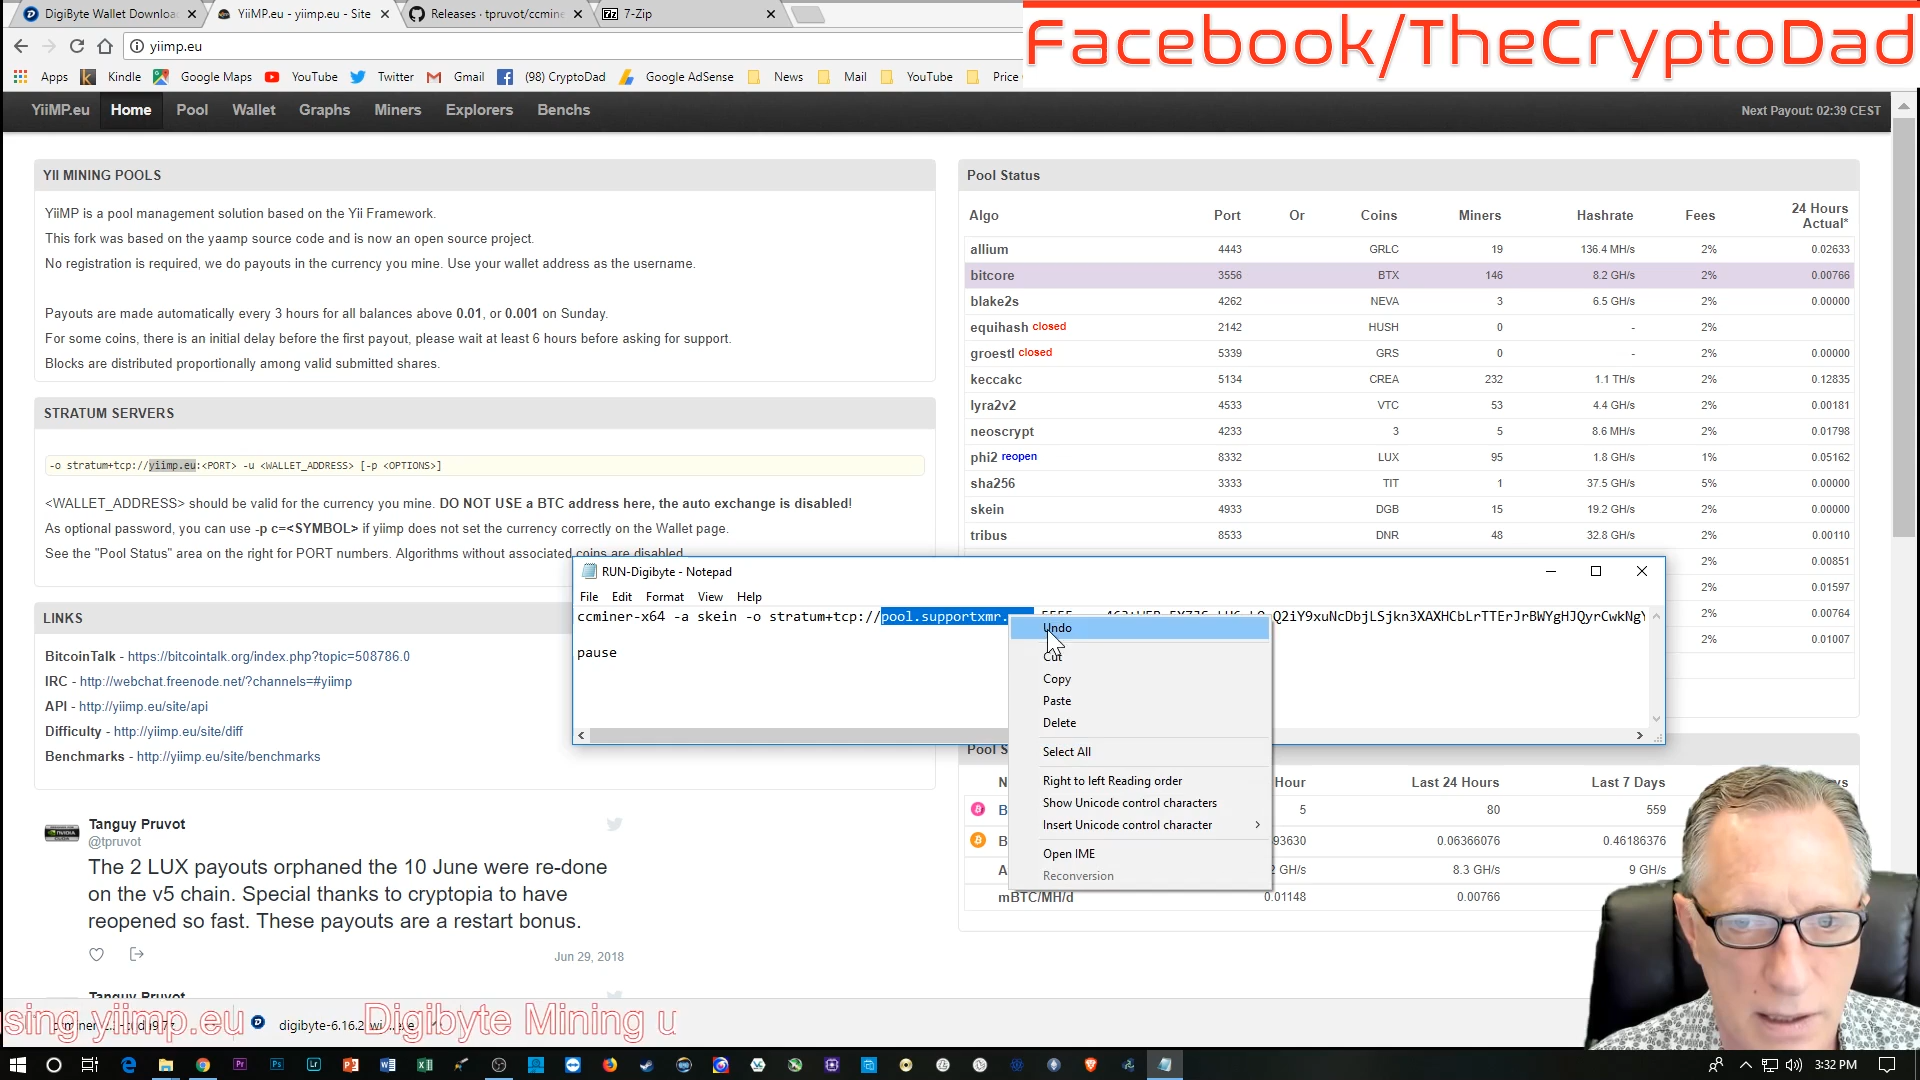 DigiByte Wallet Downloa
YiiMP.eu - yiimp.eu - Site
Releases · tpruvot/ccmine
7-Zip
yiimp.eu
Facebook/TheCryptoDad
Apps Kindle Google Maps YouTube Twitter Gmail (98) CryptoDad Google AdSense News Mail YouTube Price
YiiMP.eu Home Pool Wallet Graphs Miners Explorers Benchs
Next Payout: 02:39 CEST
YII MINING POOLS
YiiMP is a pool management solution based on the Yii Framework.
This fork was based on the yaamp source code and is now an open source project.
No registration is required, we do payouts in the currency you mine. Use your wallet address as the username.
Payouts are made automatically every 3 hours for all balances above 0.01, or 0.001 on Sunday.
For some coins, there is an initial delay before the first payout, please wait at least 6 hours before asking for support.
Blocks are distributed proportionally among valid submitted shares.
STRATUM SERVERS
-o stratum+tcp://yiimp.eu:<PORT> -u <WALLET_ADDRESS> [-p <OPTIONS>]
<WALLET_ADDRESS> should be valid for the currency you mine. DO NOT USE a BTC address here, the auto exchange is disabled!
As optional password, you can use -p c=<SYMBOL> if yiimp does not set the currency correctly on the Wallet page.
See the "Pool Status" area on the right for PORT numbers. Algorithms without associated coins are disabled.
LINKS
BitcoinTalk - https://bitcointalk.org/index.php?topic=508786.0
IRC - http://webchat.freenode.net/?channels=#yiimp
API - http://yiimp.eu/site/api
Difficulty - http://yiimp.eu/site/diff
Benchmarks - http://yiimp.eu/site/benchmarks
Tanguy Pruvot
@tpruvot
The 2 LUX payouts orphaned the 10 June were re-done
on the v5 chain. Special thanks to cryptopia to have
reopened so fast. These payouts are a restart bonus.
Jun 29, 2018
Tanguy Pruvot
Pool Status
Algo Port Or Coins Miners Hashrate Fees 24 Hours
Actual*
allium 4443 GRLC 19 136.4 MH/s 2% 0.02633
bitcore 3556 BTX 146 8.2 GH/s 2% 0.00766
blake2s 4262 NEVA 3 6.5 GH/s 2% 0.00000
equihash closed 2142 HUSH 0 - 2%
groestl closed 5339 GRS 0 - 2% 0.00000
keccakc 5134 CREA 232 1.1 TH/s 2% 0.12835
lyra2v2 4533 VTC 53 4.4 GH/s 2% 0.00181
neoscrypt 4233 3 5 8.6 MH/s 2% 0.01798
phi2 reopen 8332 LUX 95 1.8 GH/s 1% 0.05162
sha256 3333 TIT 1 37.5 GH/s 5% 0.00000
skein 4933 DGB 15 19.2 GH/s 2% 0.00000
tribus 8533 DNR 48 32.8 GH/s 2% 0.00110
2% 0.00851
2% 0.01597
2% 0.00764
2% 0.01007
RUN-Digibyte - Notepad
File Edit Format View Help
ccminer-x64 -a skein -o stratum+tcp://pool.supportxmr. Q2iY9xuNcDbjLSjkn3XAXHCbLrTTErJrBWYgHJQyrCwkNgY
pause
Undo
Cut
Copy
Paste
Delete
Select All
Right to left Reading order
Show Unicode control characters
Insert Unicode control character
Open IME
Reconversion
Pool S
Hour Last 24 Hours Last 7 Days
5 80 559
93630 0.06366076 0.46186376
GH/s 8.3 GH/s 9 GH/s
mBTC/MH/d 0.01148 0.00766
sing yiimp.eu
Digibyte Mining u
3:32 PM